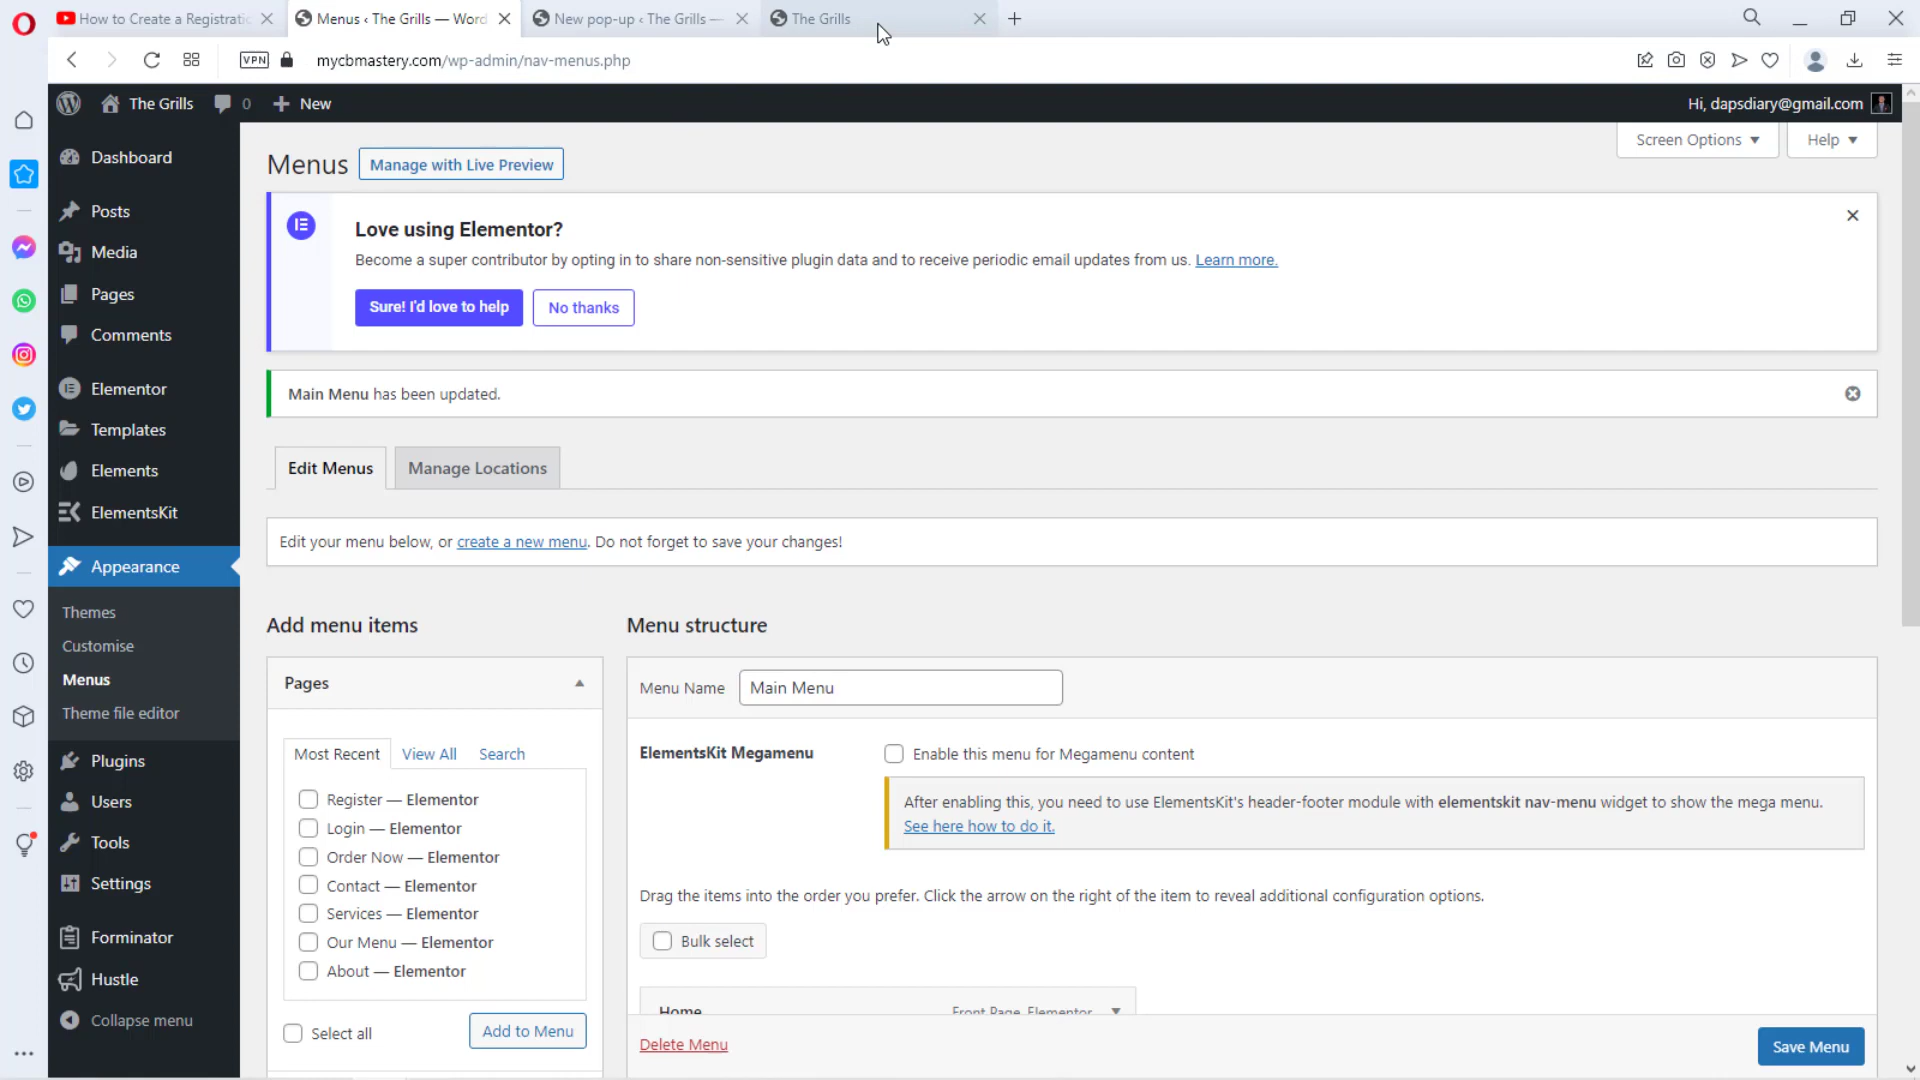 How to Create a Registratio
Menus ‹ The Grills — Word
New pop-up ‹ The Grills —
The Grills
VPN
mycbmastery.com/wp-admin/nav-menus.php
The Grills
0
New
Hi, dapsdiary@gmail.com
Dashboard
Posts
Media
Pages
Comments
Elementor
Templates
Elements
ElementsKit
Appearance
Themes
Customise
Menus
Theme file editor
Plugins
Users
Tools
Settings
Forminator
Hustle
Collapse menu
Screen Options
Help
Menus
Manage with Live Preview
Love using Elementor?
Become a super contributor by opting in to share non-sensitive plugin data and to receive periodic email updates from us. Learn more.
Sure! I'd love to help
No thanks
Main Menu has been updated.
Edit Menus
Manage Locations
Edit your menu below, or create a new menu. Do not forget to save your changes!
Add menu items
Pages
Most Recent
View All
Search
Register — Elementor
Login — Elementor
Order Now — Elementor
Contact — Elementor
Services — Elementor
Our Menu — Elementor
About — Elementor
Select all
Add to Menu
Menu structure
Menu Name
Main Menu
ElementsKit Megamenu
Enable this menu for Megamenu content
After enabling this, you need to use ElementsKit's header-footer module with elementskit nav-menu widget to show the mega menu.
See here how to do it.
Drag the items into the order you prefer. Click the arrow on the right of the item to reveal additional configuration options.
Bulk select
Home
Front Page, Elementor
Delete Menu
Save Menu